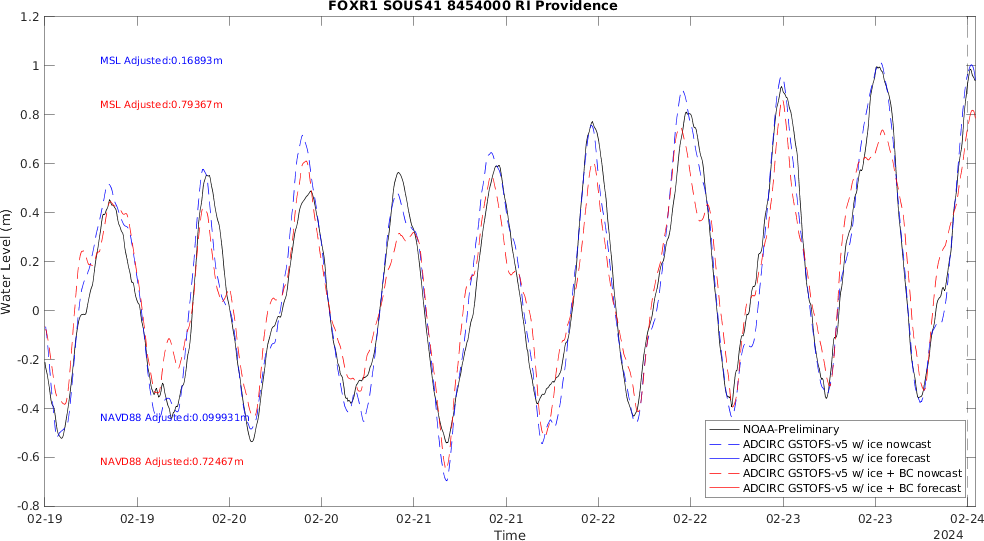 FOXR1 SOUS41 8454000 RI Providence
1.2
1
0.8
0.6
0.4
0.2
0
-0.2
-0.4
-0.6
-0.8
Water Level (m)
MSL Adjusted:0.16893m
MSL Adjusted:0.79367m
NAVD88 Adjusted:0.099931m
NAVD88 Adjusted:0.72467m
NOAA-Preliminary
ADCIRC GSTOFS-v5 w/ ice nowcast
ADCIRC GSTOFS-v5 w/ ice forecast
ADCIRC GSTOFS-v5 w/ ice + BC nowcast
ADCIRC GSTOFS-v5 w/ ice + BC forecast
02-19 02-19 02-20 02-20 02-21 02-21 02-22 02-22 02-23 02-23 02-24
Time
2024